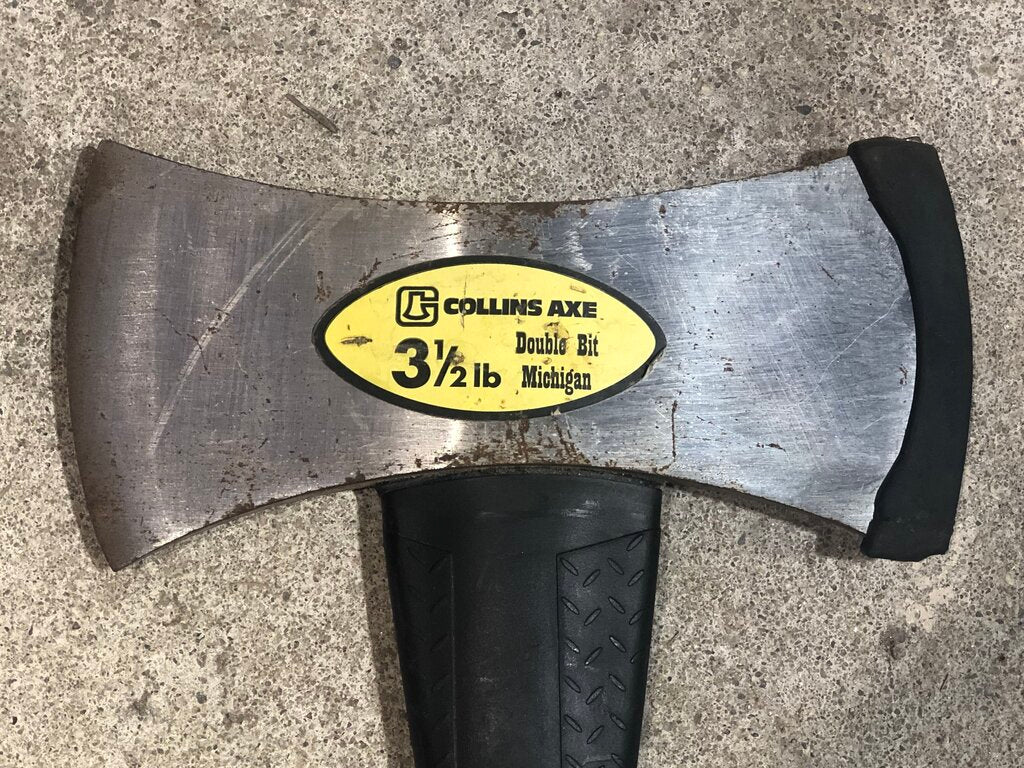 COLLINS AXE
3½ lb
Double Bit
Michigan